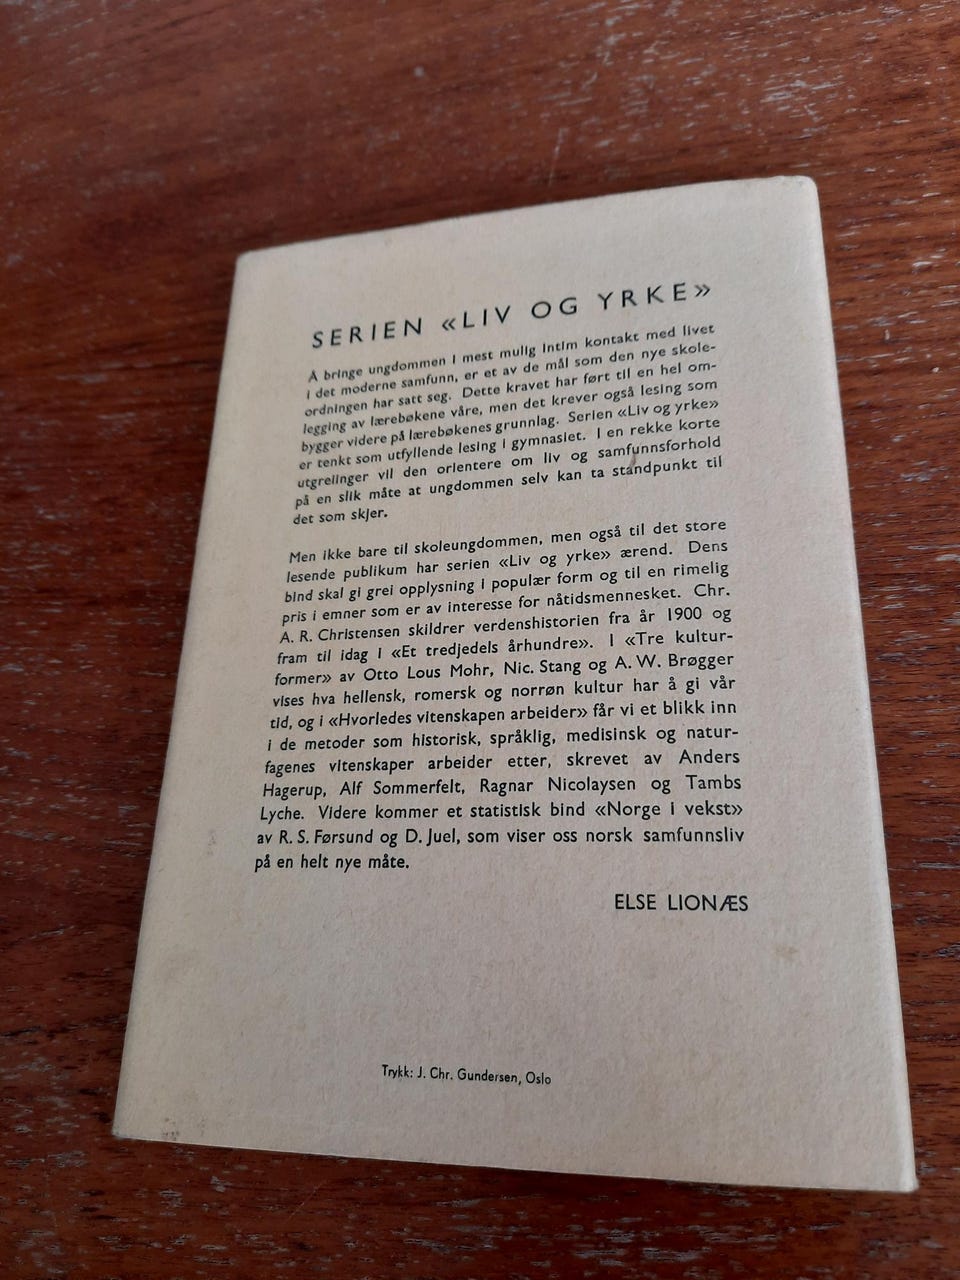 SERIEN «LIV OG YRKE»
Å bringe ungdommen i mest mulig intim kontakt med livet
i det moderne samfunn, er et av de mål som den nye skole-
ordningen har satt seg. Dette kravet har ført til en hel om-
legging av lærebøkene våre, men det krever også lesing som
bygger videre på lærebøkenes grunnlag. Serien «Liv og yrke»
er tenkt som utfyllende lesing i gymnasiet. I en rekke korte
utgreiinger vil den orientere om liv og samfunnsforhold
på en slik måte at ungdommen selv kan ta standpunkt til
det som skjer.
Men ikke bare til skoleungdommen, men også til det store
lesende publikum har serien «Liv og yrke» ærend. Dens
bind skal gi grei opplysning i populær form og til en rimelig
pris i emner som er av interesse for nåtidsmennesket. Chr.
A. R. Christensen skildrer verdenshistorien fra år 1900 og
fram til idag i «Et tredjedels århundre». I «Tre kultur-
former» av Otto Lous Mohr, Nic. Stang og A. W. Brøgger
vises hva hellensk, romersk og norrøn kultur har å gi vår
tid, og i «Hvorledes vitenskapen arbeider» får vi et blikk inn
i de metoder som historisk, språklig, medisinsk og natur-
fagenes vitenskaper arbeider etter, skrevet av Anders
Hagerup, Alf Sommerfelt, Ragnar Nicolaysen og Tambs
Lyche. Videre kommer et statistisk bind «Norge i vekst»
av R. S. Førsund og D. Juel, som viser oss norsk samfunnsliv
på en helt nye måte.
ELSE LIONÆS
Trykk: J. Chr. Gundersen, Oslo